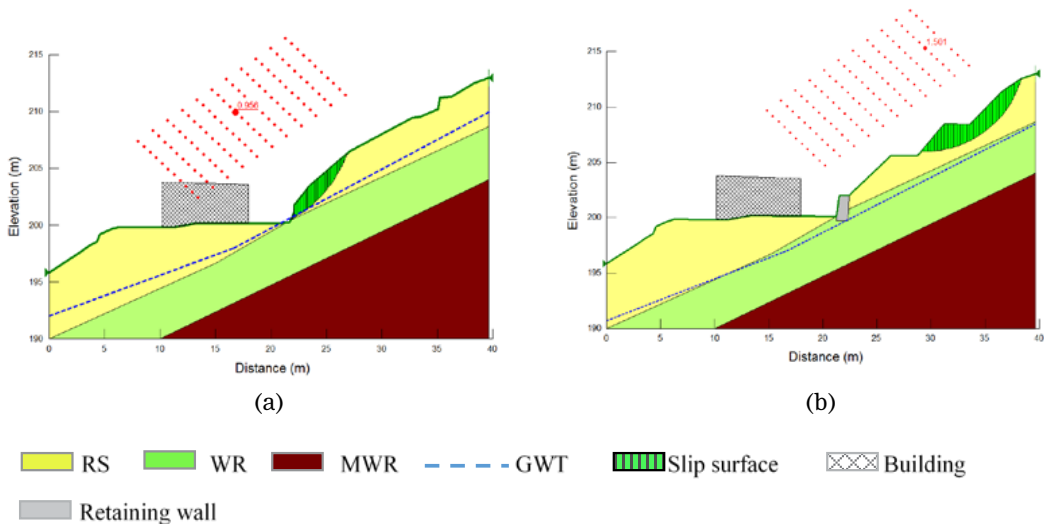 215
210
205
200
195
190
Elevation (m)
0.956
0 5 10 15 20 25 30 35 40
Distance (m)
(a)
215
210
205
200
195
190
Elevation (m)
0 5 10 15 20 25 30 35 40
Distance (m)
(b)
RS WR MWR GWT Slip surface Building
Retaining wall